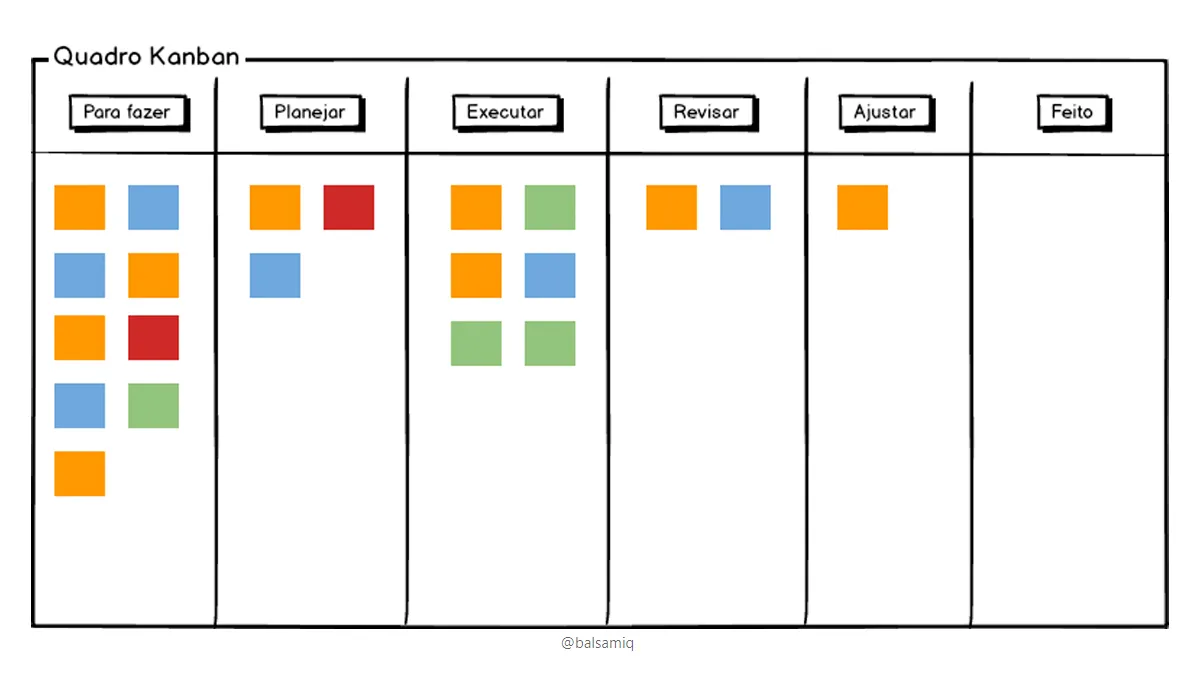 Quadro Kanban
Para fazer
Planejar
Executar
Revisar
Ajustar
Feito
@balsamiq